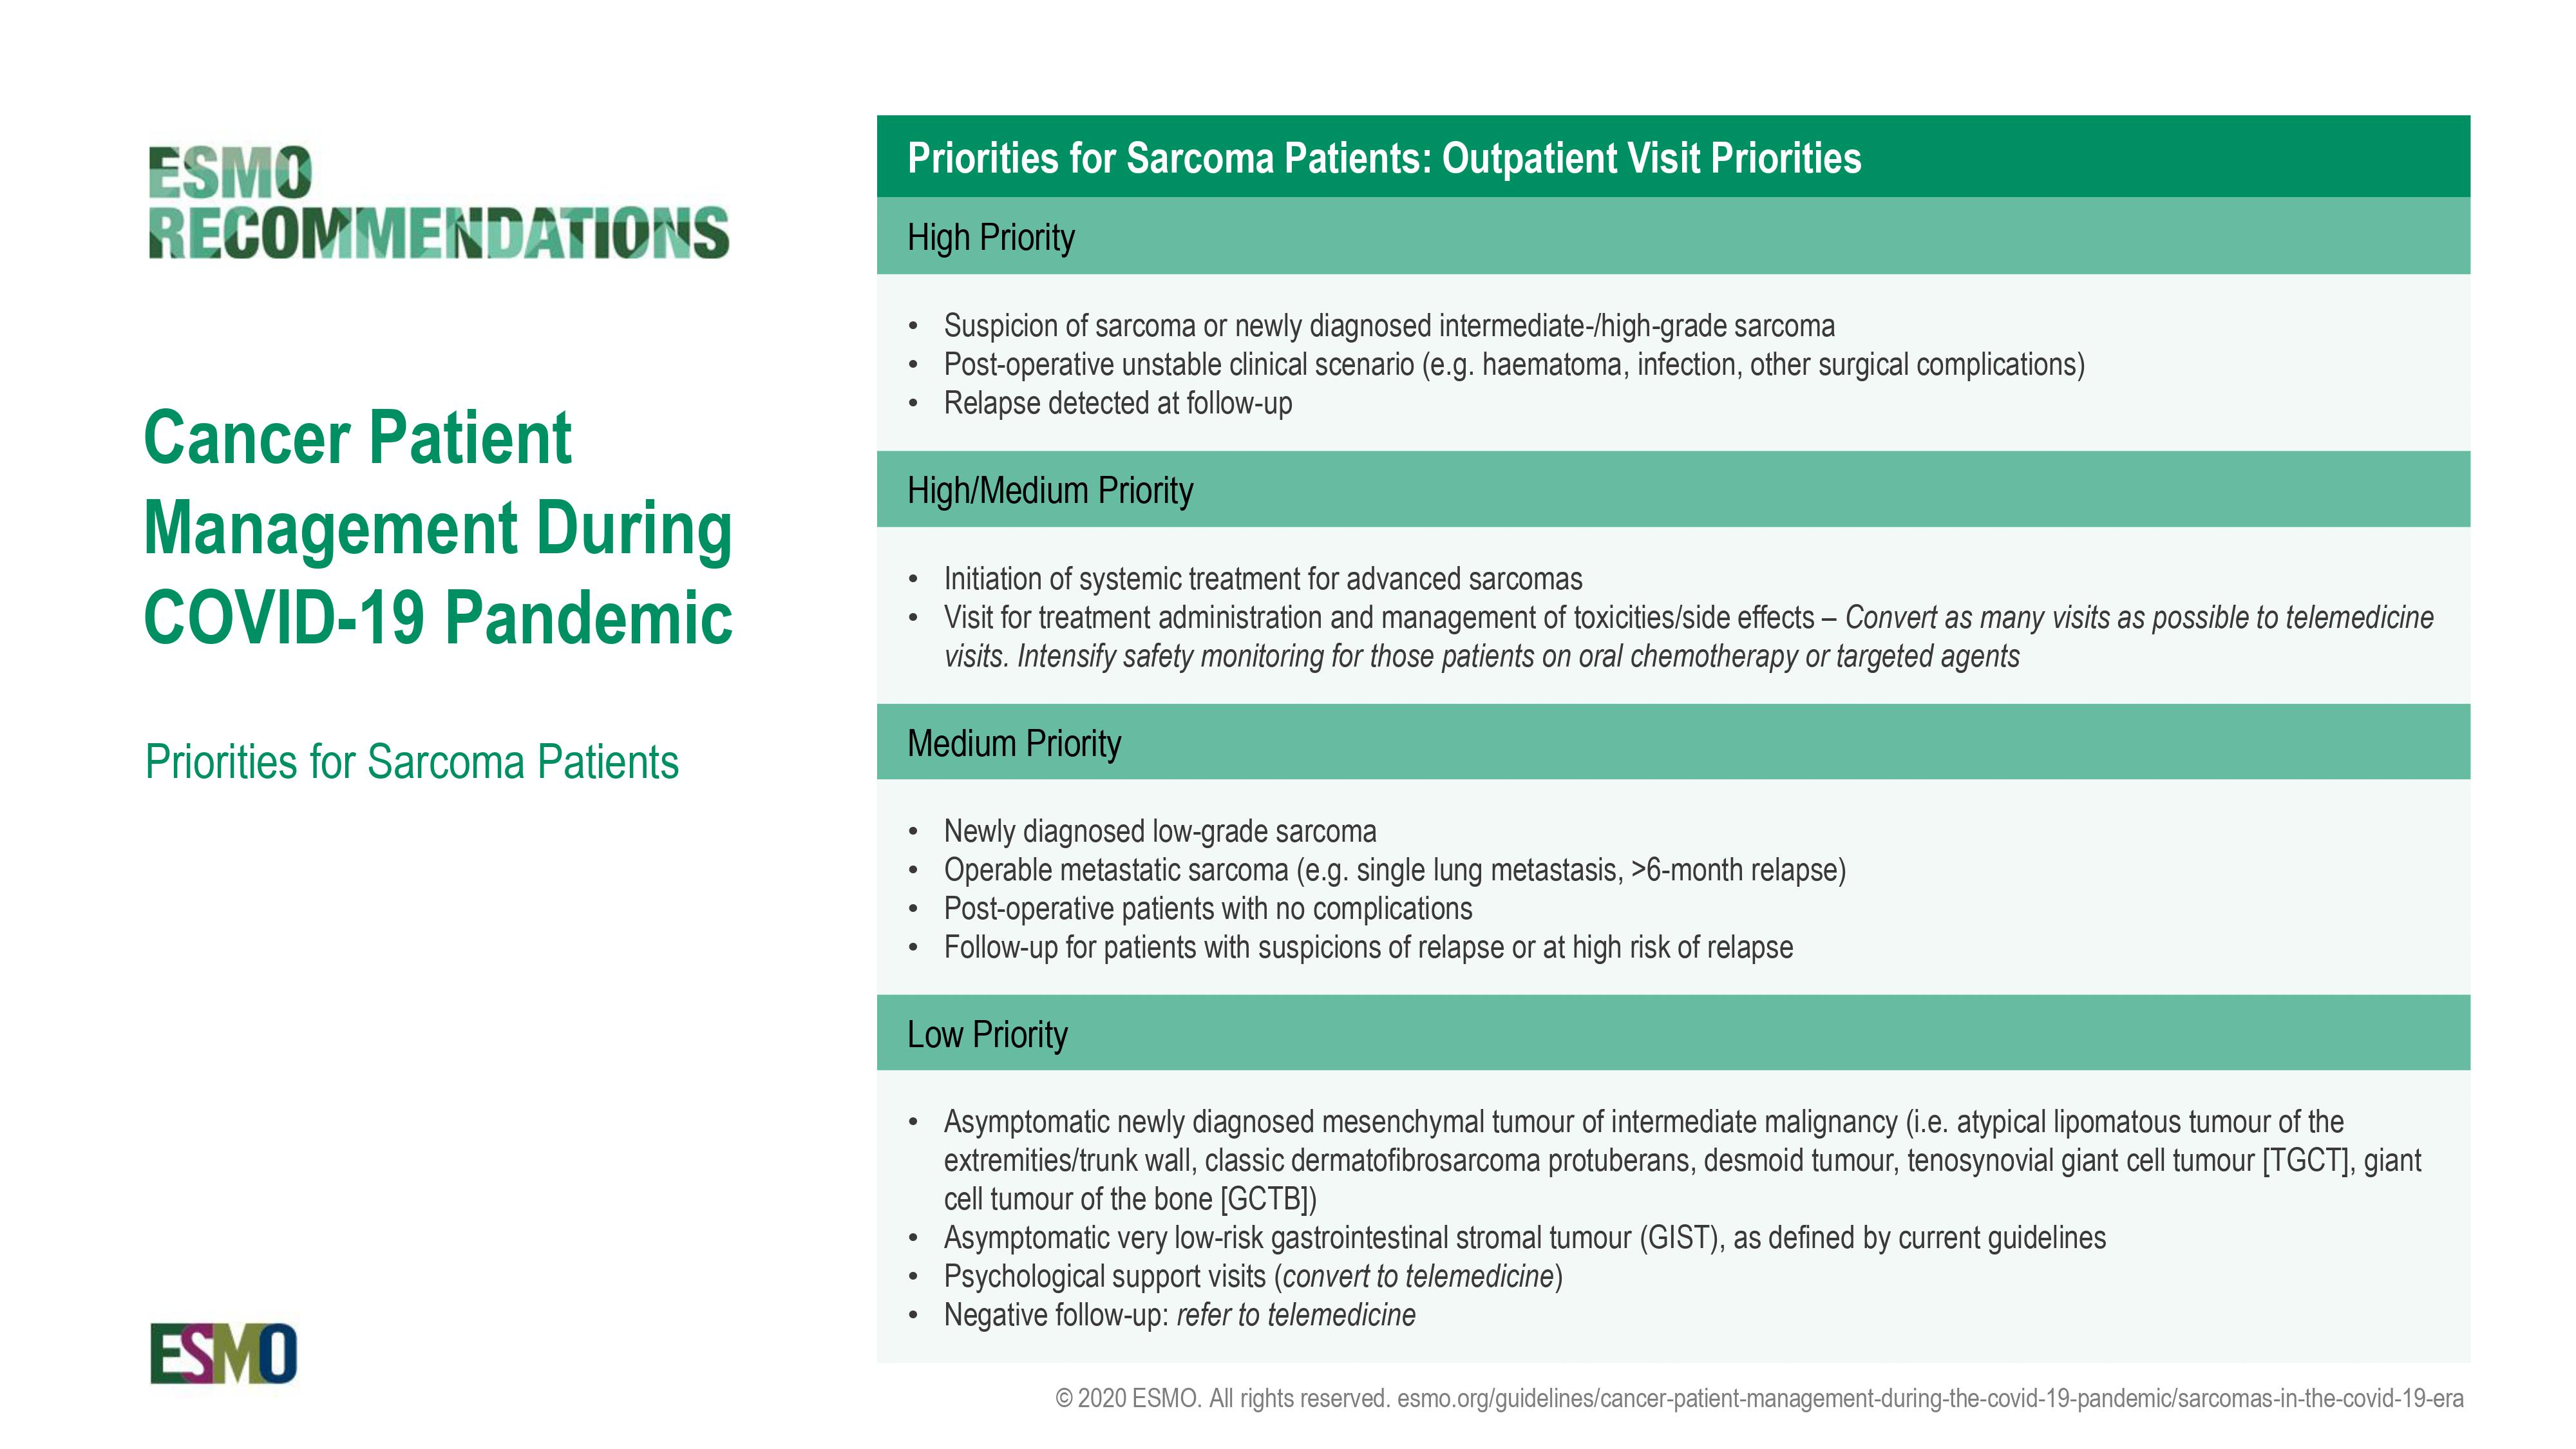 ESMO
RECOMMENDATIONS
Cancer Patient
Management During
COVID-19 Pandemic
Priorities for Sarcoma Patients
ESMO
Priorities for Sarcoma Patients: Outpatient Visit Priorities
High Priority
• Suspicion of sarcoma or newly diagnosed intermediate-/high-grade sarcoma
• Post-operative unstable clinical scenario (e.g. haematoma, infection, other surgical complications)
• Relapse detected at follow-up
High/Medium Priority
• Initiation of systemic treatment for advanced sarcomas
• Visit for treatment administration and management of toxicities/side effects – Convert as many visits as possible to telemedicine
visits. Intensify safety monitoring for those patients on oral chemotherapy or targeted agents
Medium Priority
• Newly diagnosed low-grade sarcoma
• Operable metastatic sarcoma (e.g. single lung metastasis, >6-month relapse)
• Post-operative patients with no complications
• Follow-up for patients with suspicions of relapse or at high risk of relapse
Low Priority
• Asymptomatic newly diagnosed mesenchymal tumour of intermediate malignancy (i.e. atypical lipomatous tumour of the
extremities/trunk wall, classic dermatofibrosarcoma protuberans, desmoid tumour, tenosynovial giant cell tumour [TGCT], giant
cell tumour of the bone [GCTB])
• Asymptomatic very low-risk gastrointestinal stromal tumour (GIST), as defined by current guidelines
• Psychological support visits (convert to telemedicine)
• Negative follow-up: refer to telemedicine
© 2020 ESMO. All rights reserved. esmo.org/guidelines/cancer-patient-management-during-the-covid-19-pandemic/sarcomas-in-the-covid-19-era